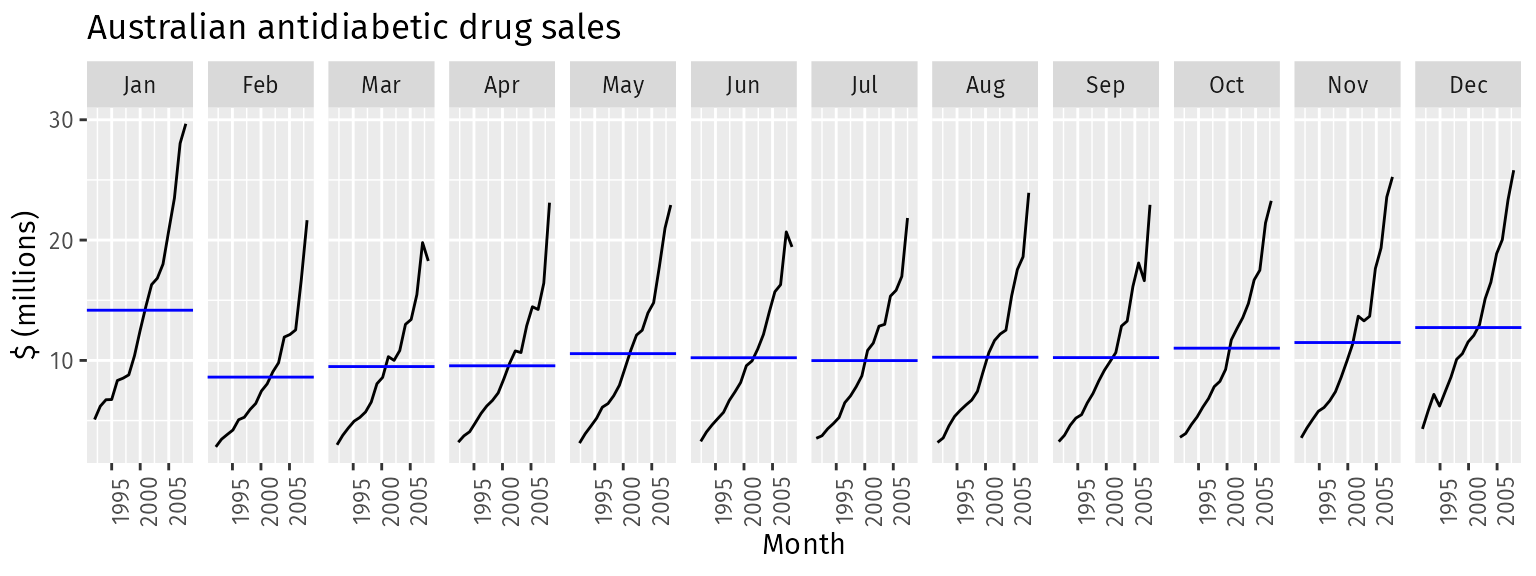 Australian antidiabetic drug sales
Jan Feb Mar Apr May Jun Jul Aug Sep Oct Nov Dec
30
20
10
$ (millions)
1995 2000 2005 1995 2000 2005 1995 2000 2005 1995 2000 2005 1995 2000 2005 1995 2000 2005 1995 2000 2005 1995 2000 2005 1995 2000 2005 1995 2000 2005 1995 2000 2005 1995 2000 2005
Month